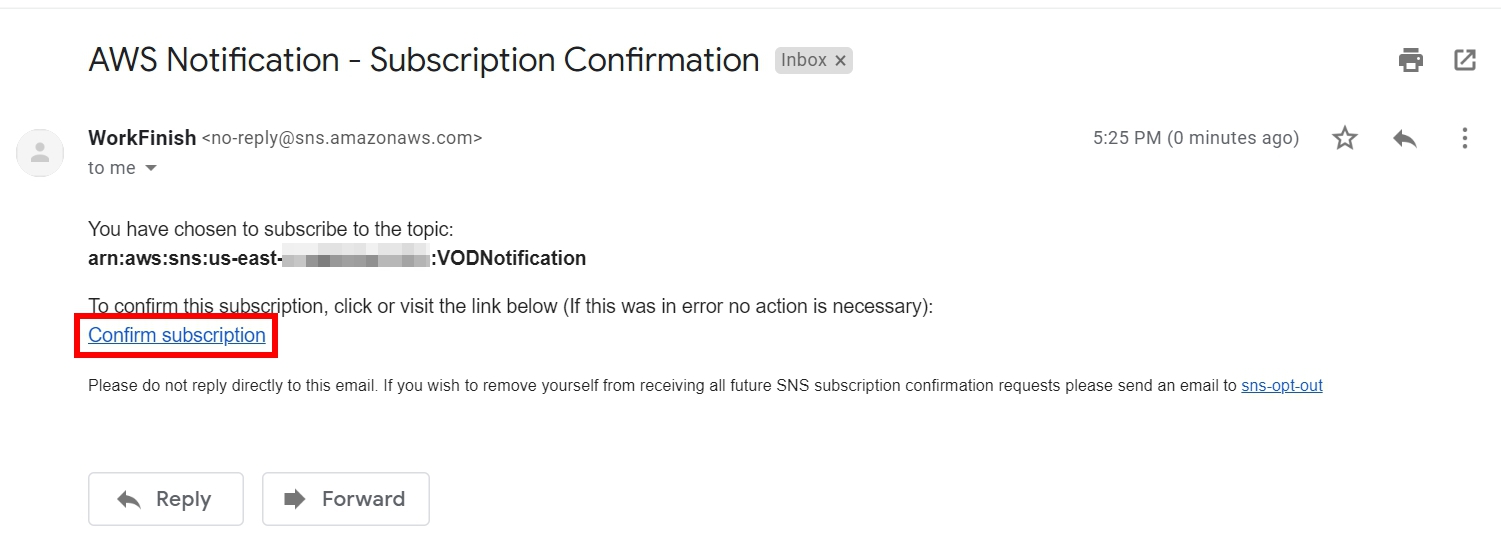 AWS Notification - Subscription Confirmation Inbox ×
WorkFinish <no-reply@sns.amazonaws.com> 5:25 PM (0 minutes ago)
to me
You have chosen to subscribe to the topic:
arn:aws:sns:us-east- :VODNotification
To confirm this subscription, click or visit the link below (If this was in error no action is necessary):
Confirm subscription
Please do not reply directly to this email. If you wish to remove yourself from receiving all future SNS subscription confirmation requests please send an email to sns-opt-out
Reply Forward